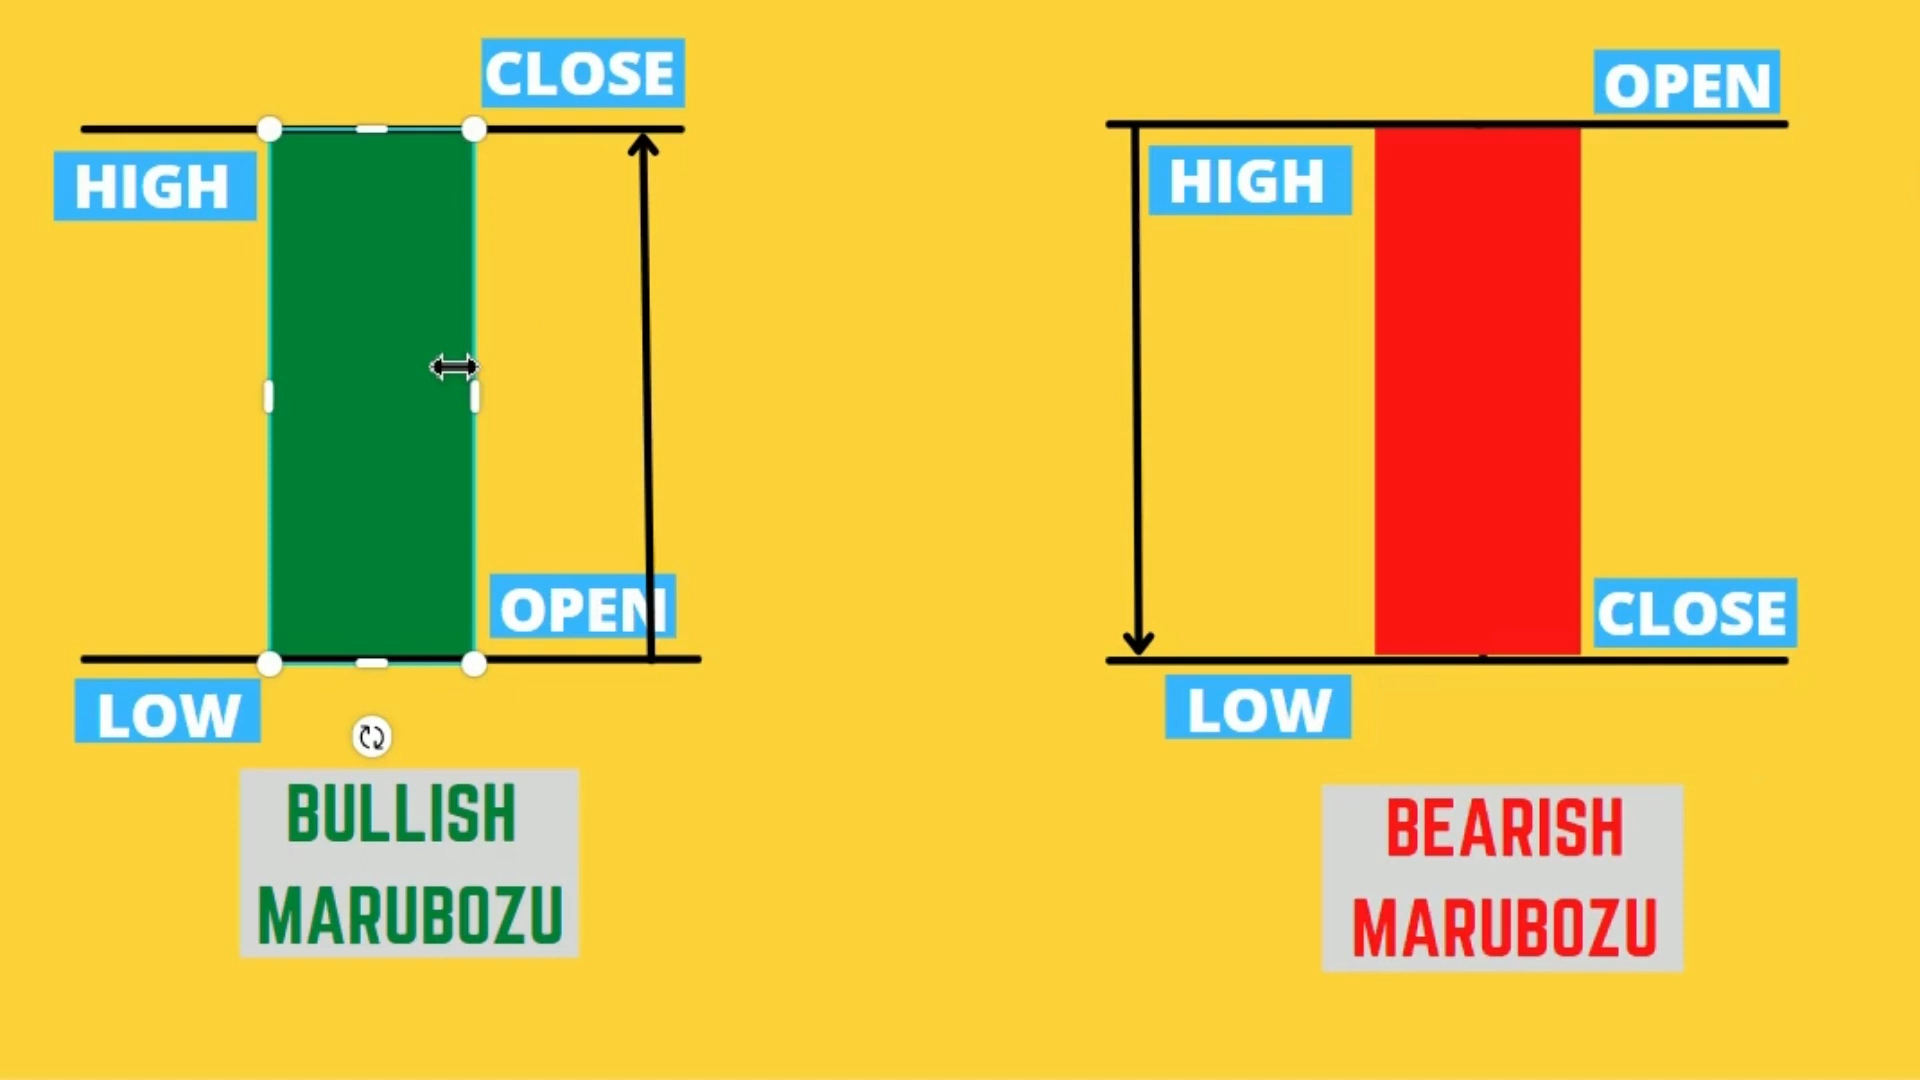 CLOSE
HIGH
OPEN
LOW
BULLISH
MARUBOZU
OPEN
HIGH
CLOSE
LOW
BEARISH
MARUBOZU